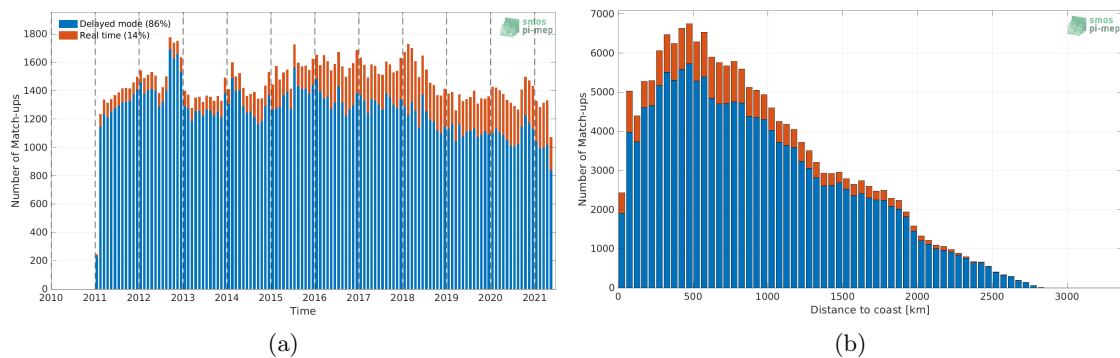 Delayed mode (86%)
Real time (14%)
smos
pi-mep
Number of Match-ups
1800
1600
1400
1200
1000
800
600
400
200
0
2010 2011 2012 2013 2014 2015 2016 2017 2018 2019 2020 2021
Time
(a)
smos
pi-mep
Number of Match-ups
7000
6000
5000
4000
3000
2000
1000
0
0 500 1000 1500 2000 2500 3000
Distance to coast [km]
(b)